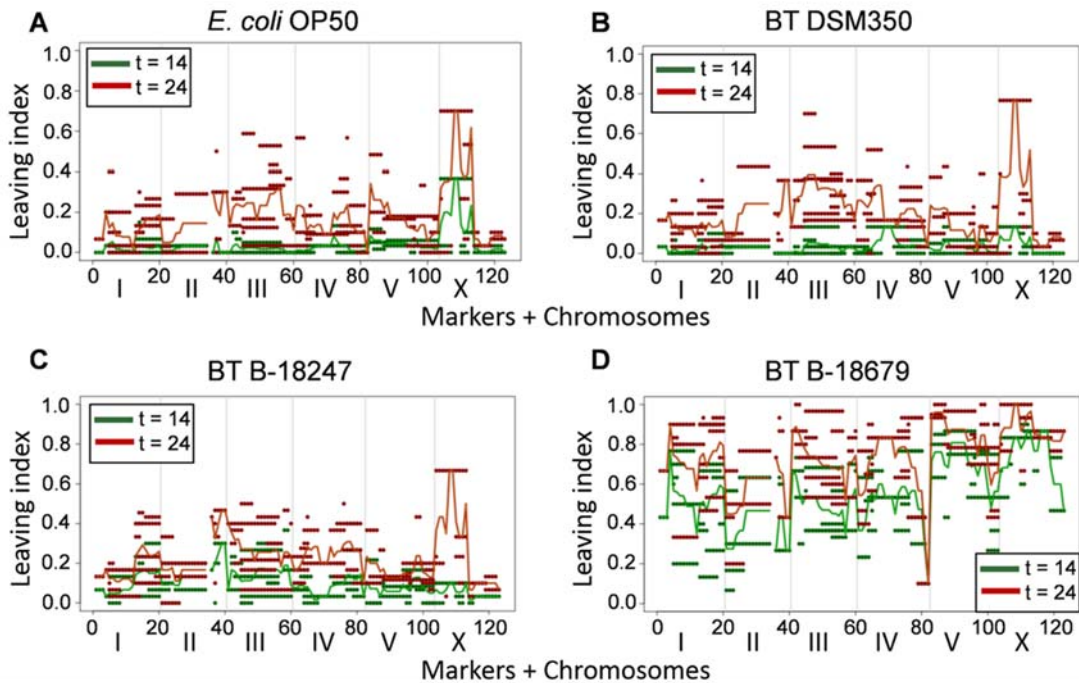 A
E. coli OP50
t = 14
t = 24
Leaving index
1.0
0.8
0.6
0.4
0.2
0.0
0 20 40 60 80 100 120
I II III IV V X
B
BT DSM350
t = 14
t = 24
Leaving index
1.0
0.8
0.6
0.4
0.2
0.0
0 20 40 60 80 100 120
I II III IV V X
Markers + Chromosomes
C
BT B-18247
t = 14
t = 24
Leaving index
1.0
0.8
0.6
0.4
0.2
0.0
0 20 40 60 80 100 120
I II III IV V X
D
BT B-18679
t = 14
t = 24
Leaving index
1.0
0.8
0.6
0.4
0.2
0.0
0 20 40 60 80 100 120
I II III IV V X
Markers + Chromosomes